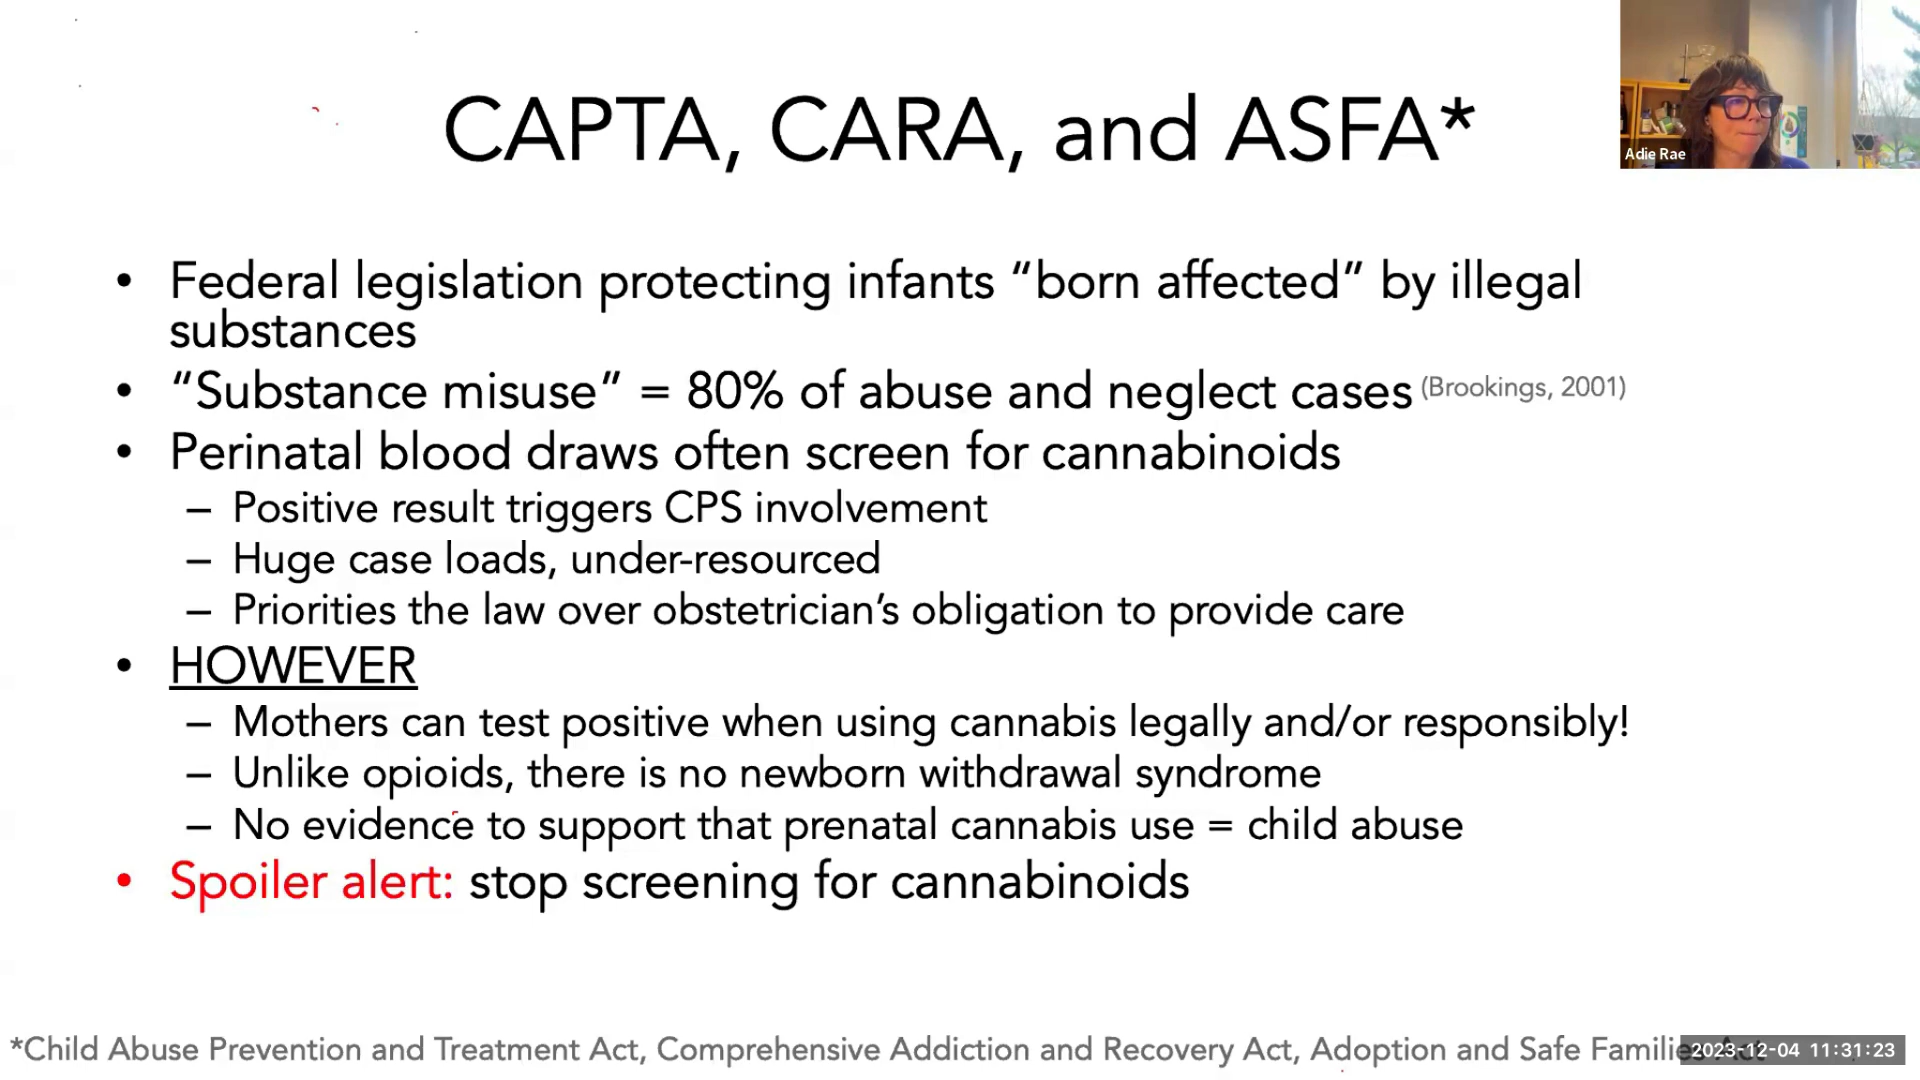 CAPTA, CARA, and ASFA*
Adie Rae
• Federal legislation protecting infants “born affected” by illegal
substances
• “Substance misuse” = 80% of abuse and neglect cases (Brookings, 2001)
• Perinatal blood draws often screen for cannabinoids
– Positive result triggers CPS involvement
– Huge case loads, under-resourced
– Priorities the law over obstetrician’s obligation to provide care
• HOWEVER
– Mothers can test positive when using cannabis legally and/or responsibly!
– Unlike opioids, there is no newborn withdrawal syndrome
– No evidence to support that prenatal cannabis use = child abuse
• Spoiler alert: stop screening for cannabinoids
*Child Abuse Prevention and Treatment Act, Comprehensive Addiction and Recovery Act, Adoption and Safe Families Act
2023-12-04 11:31:23